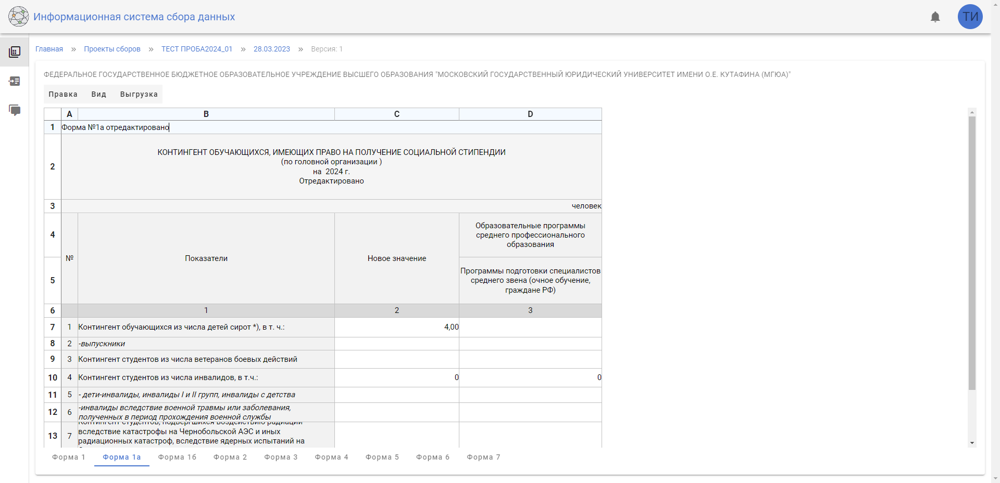 Информационная система сбора данных
ТИ
Главная » Проекты сборов » ТЕСТ ПРОБА2024_01 » 28.03.2023 » Версия: 1
ФЕДЕРАЛЬНОЕ ГОСУДАРСТВЕННОЕ БЮДЖЕТНОЕ ОБРАЗОВАТЕЛЬНОЕ УЧРЕЖДЕНИЕ ВЫСШЕГО ОБРАЗОВАНИЯ "МОСКОВСКИЙ ГОСУДАРСТВЕННЫЙ ЮРИДИЧЕСКИЙ УНИВЕРСИТЕТ ИМЕНИ О.Е. КУТАФИНА (МГЮА)"
Правка Вид Выгрузка
A B C D
1 Форма №1а отредактировано
2
КОНТИНГЕНТ ОБУЧАЮЩИХСЯ, ИМЕЮЩИХ ПРАВО НА ПОЛУЧЕНИЕ СОЦИАЛЬНОЙ СТИПЕНДИИ
(по головной организации )
на 2024 г.
Отредактировано
3 человек
4
5
№
Показатели
Новое значение
Образовательные программы
среднего профессионального
образования
Программы подготовки специалистов
среднего звена (очное обучение,
граждане РФ)
6 1 2 3
7 1 Контингент обучающихся из числа детей сирот *), в т. ч.: 4,00
8 2 -выпускники
9 3 Контингент студентов из числа ветеранов боевых действий
10 4 Контингент студентов из числа инвалидов, в т.ч.: 0 0
11 5 - дети-инвалиды, инвалиды I и II групп, инвалиды с детства
12 6 -инвалиды вследствие военной травмы или заболевания,
полученных в период прохождения военной службы
13 7 Контингент студентов, подвергшихся воздействию радиации
вследствие катастрофы на Чернобольской АЭС и иных
радиационных катастроф, вследствие ядерных испытаний на
Форма 1 Форма 1а Форма 1б Форма 2 Форма 3 Форма 4 Форма 5 Форма 6 Форма 7